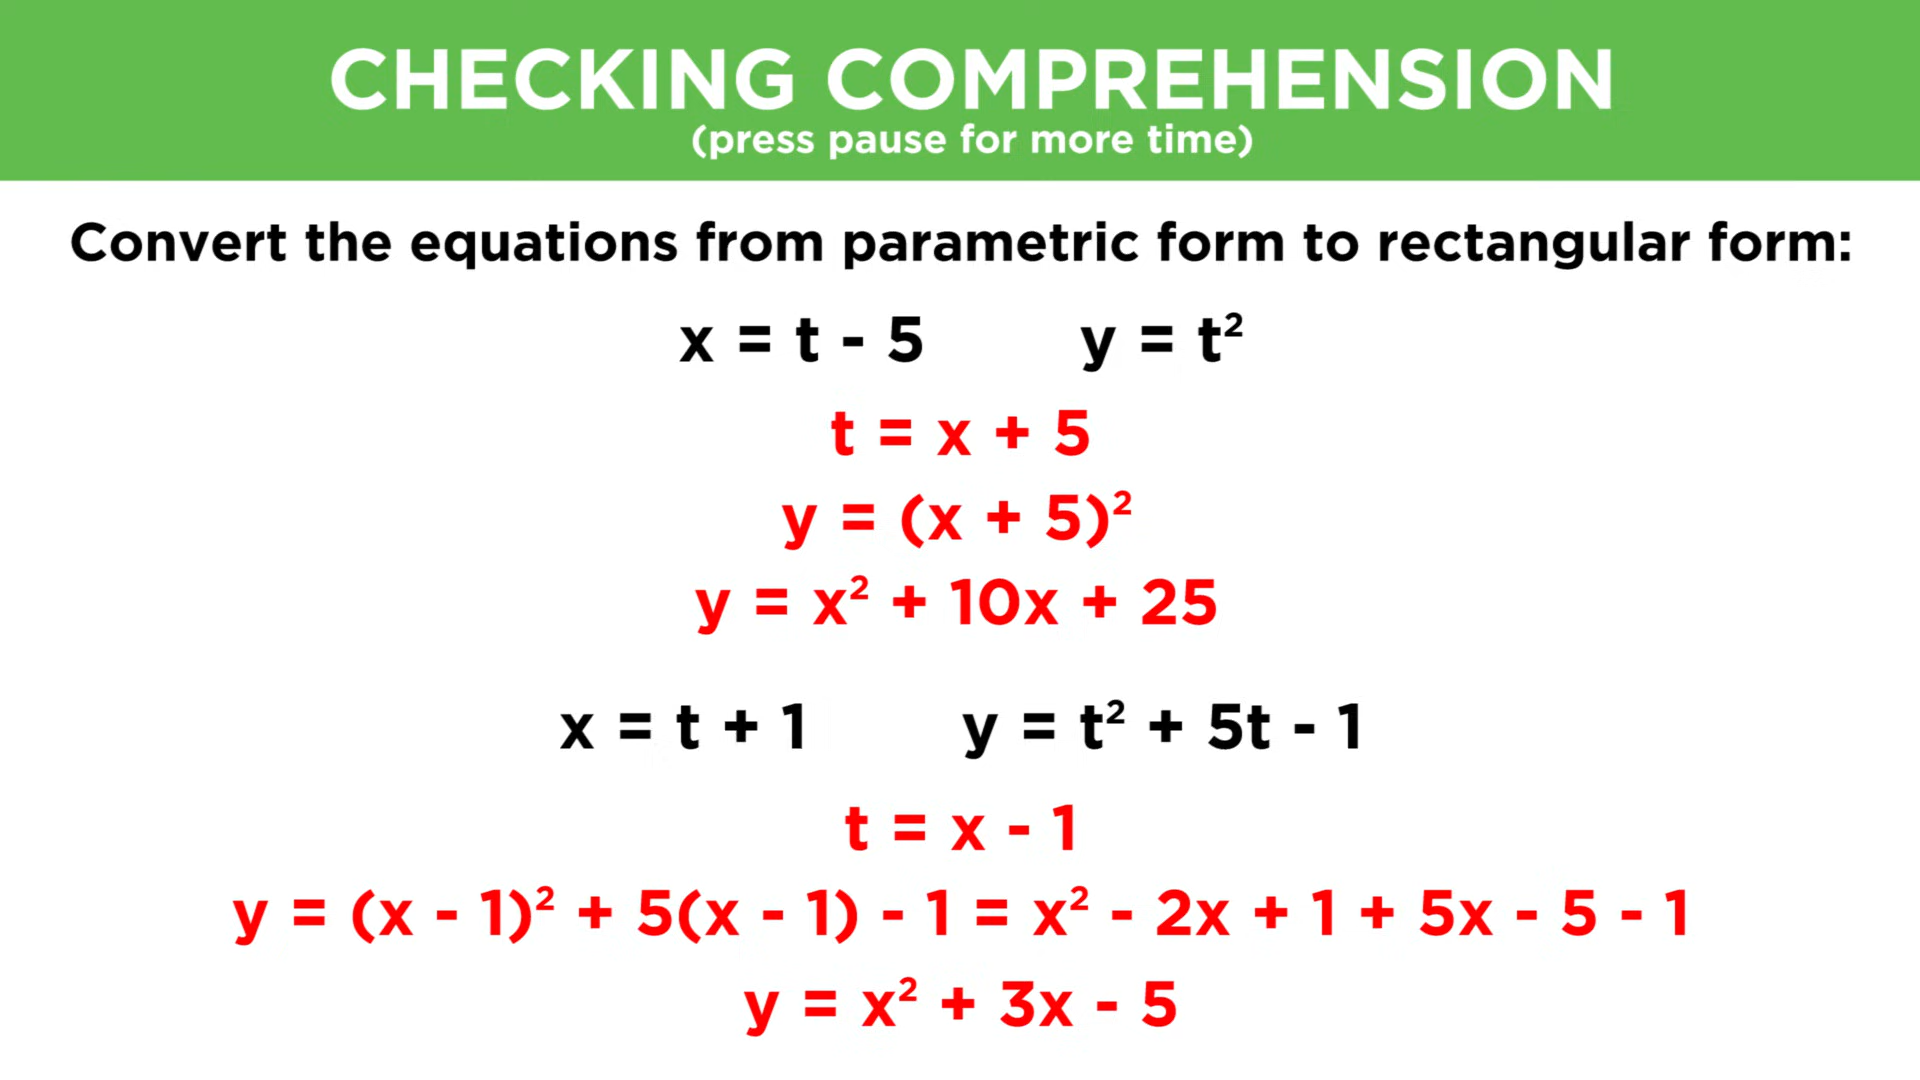 CHECKING COMPREHENSION
(press pause for more time)
Convert the equations from parametric form to rectangular form:
x = t - 5 y = t²
t = x + 5
y = (x + 5)²
y = x² + 10x + 25
x = t + 1 y = t² + 5t - 1
t = x - 1
y = (x - 1)² + 5(x - 1) - 1 = x² - 2x + 1 + 5x - 5 - 1
y = x² + 3x - 5